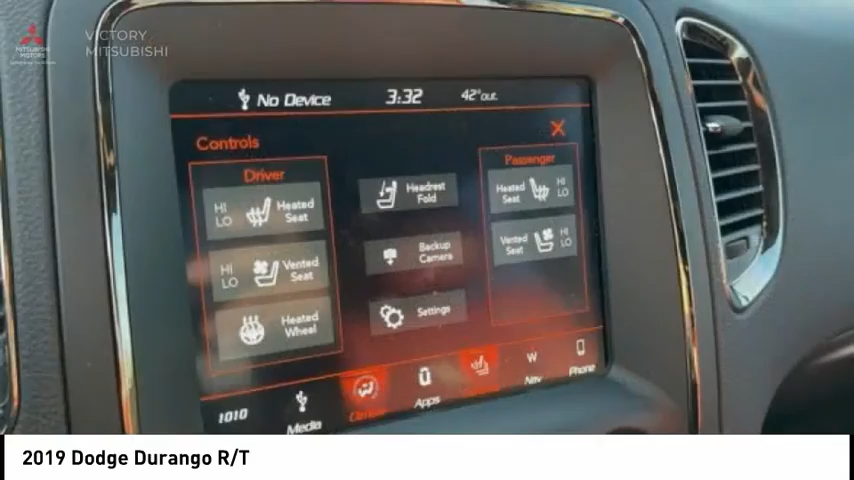 MITSUBISHI
MOTORS
VICTORY
MITSUBISHI
No Device
3:32
42°out.
Controls
Driver
HI
LO
Heated
Seat
HI
LO
Vented
Seat
Heated
Wheel
Headrest
Fold
Backup
Camera
Settings
Passenger
Heated
Seat
HI
LO
Vented
Seat
HI
LO
1010
Media
Apps
W
Nav
Phone
2019 Dodge Durango R/T